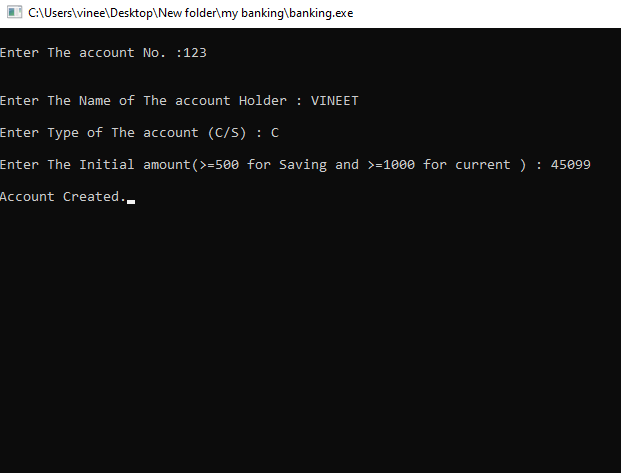 C:\Users\vinee\Desktop\New folder\my banking\banking.exe
Enter The account No. :123
Enter The Name of The account Holder : VINEET
Enter Type of The account (C/S) : C
Enter The Initial amount(>=500 for Saving and >=1000 for current ) : 45099
Account Created.